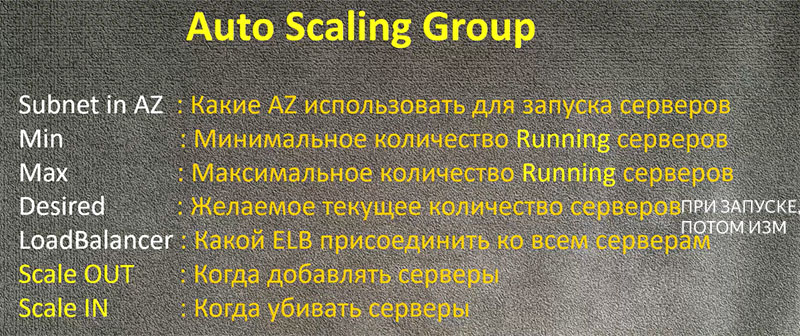 Auto Scaling Group
Subnet in AZ : Какие AZ использовать для запуска серверов
Min : Минимальное количество Running серверов
Max : Максимальное количество Running серверов
Desired : Желаемое текущее количество серверов ПРИ ЗАПУСКЕ,
ПОТОМ ИЗМ
LoadBalancer : Какой ELB присоединить ко всем серверам
Scale OUT : Когда добавлять серверы
Scale IN : Когда убивать серверы